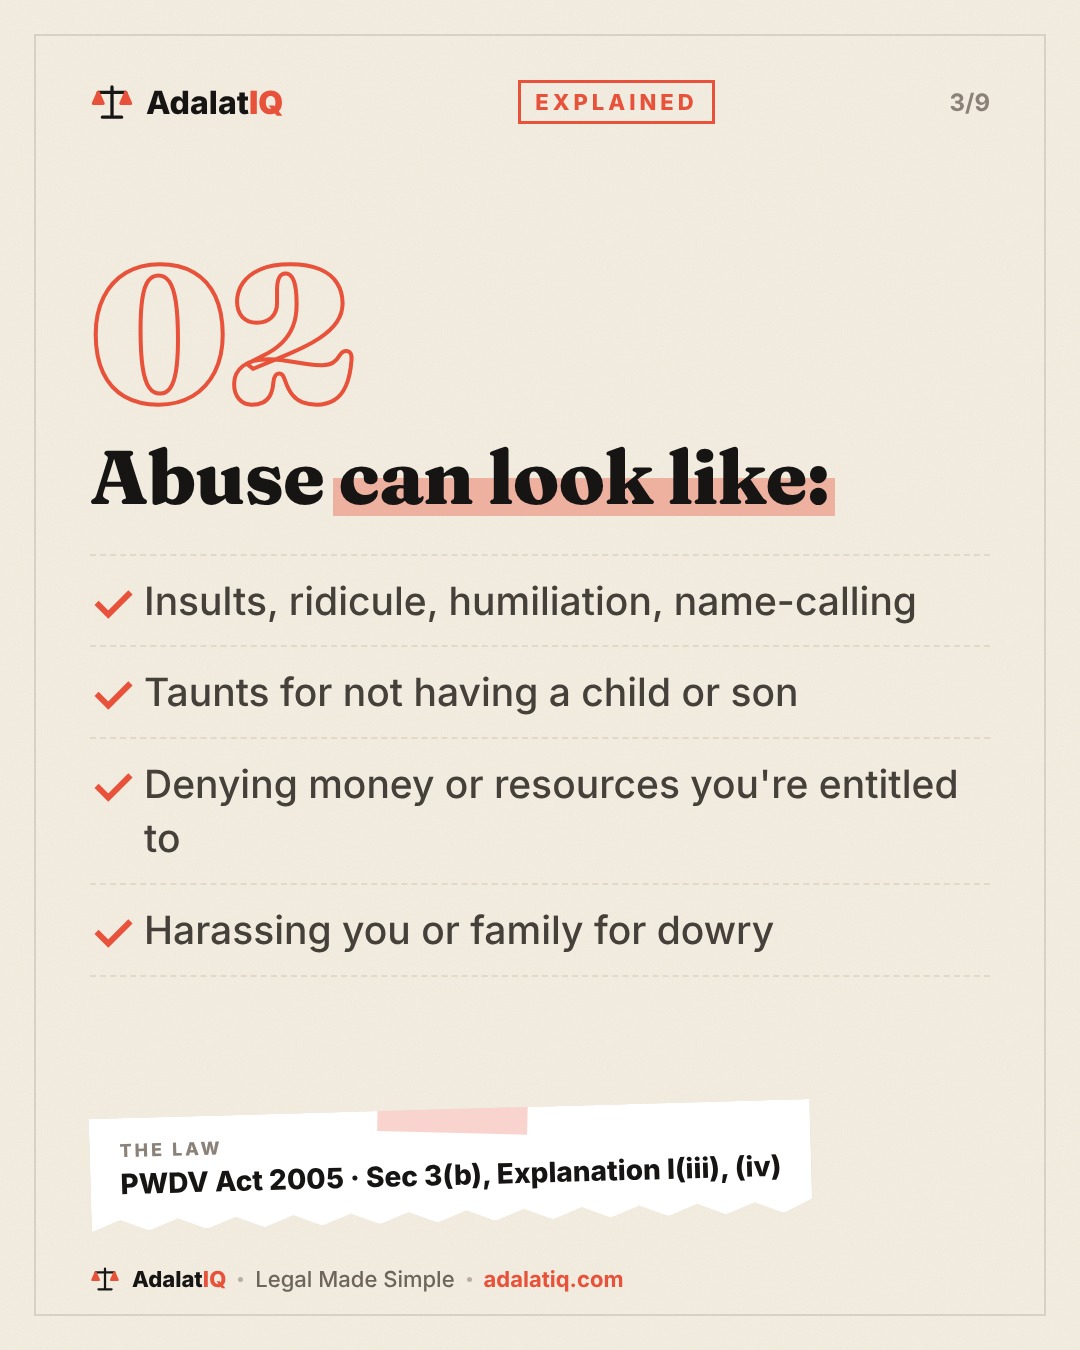 AdalatIQ
EXPLAINED
3/9
02
Abuse can look like:
Insults, ridicule, humiliation, name-calling
Taunts for not having a child or son
Denying money or resources you're entitled
to
Harassing you or family for dowry
THE LAW
PWDV Act 2005 · Sec 3(b), Explanation I(iii), (iv)
AdalatIQ • Legal Made Simple • adalatiq.com